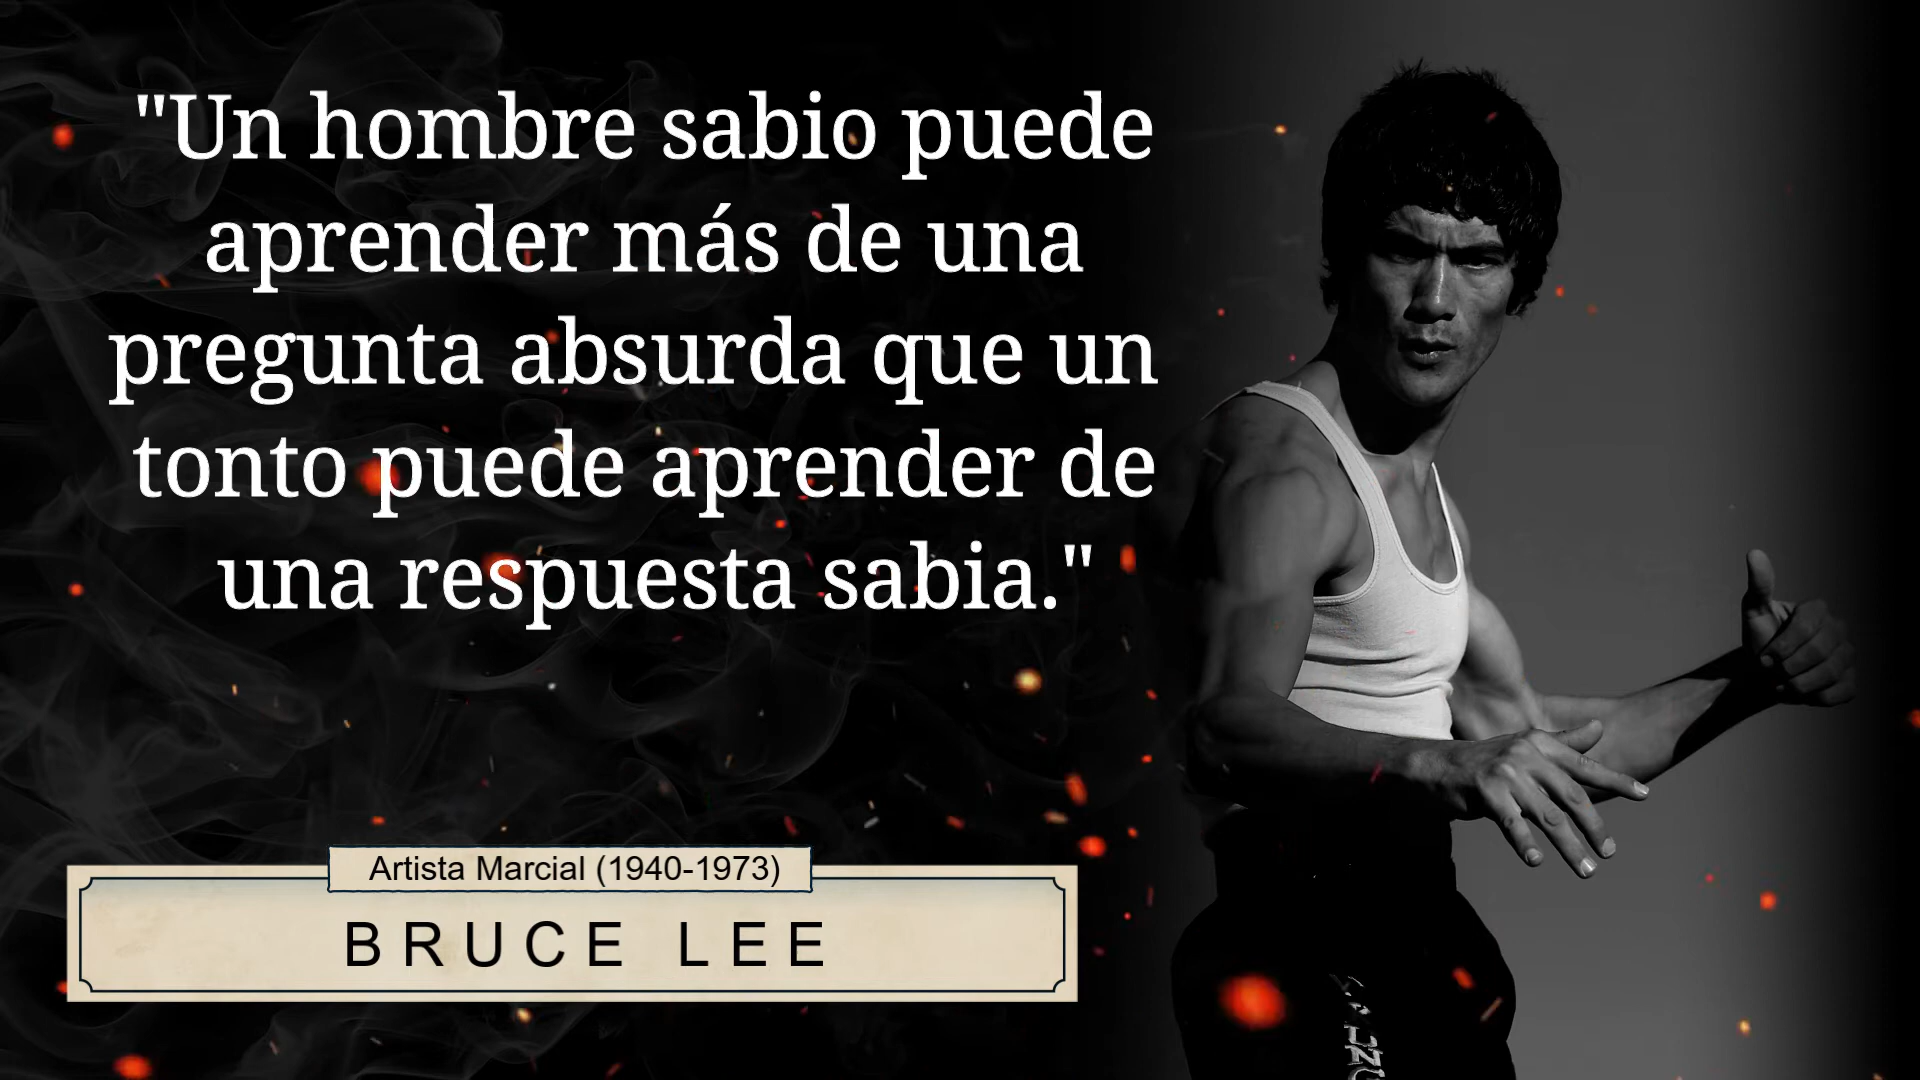 "Un hombre sabio puede
aprender más de una
pregunta absurda que un
tonto puede aprender de
una respuesta sabia."
Artista Marcial (1940-1973)
BRUCE LEE